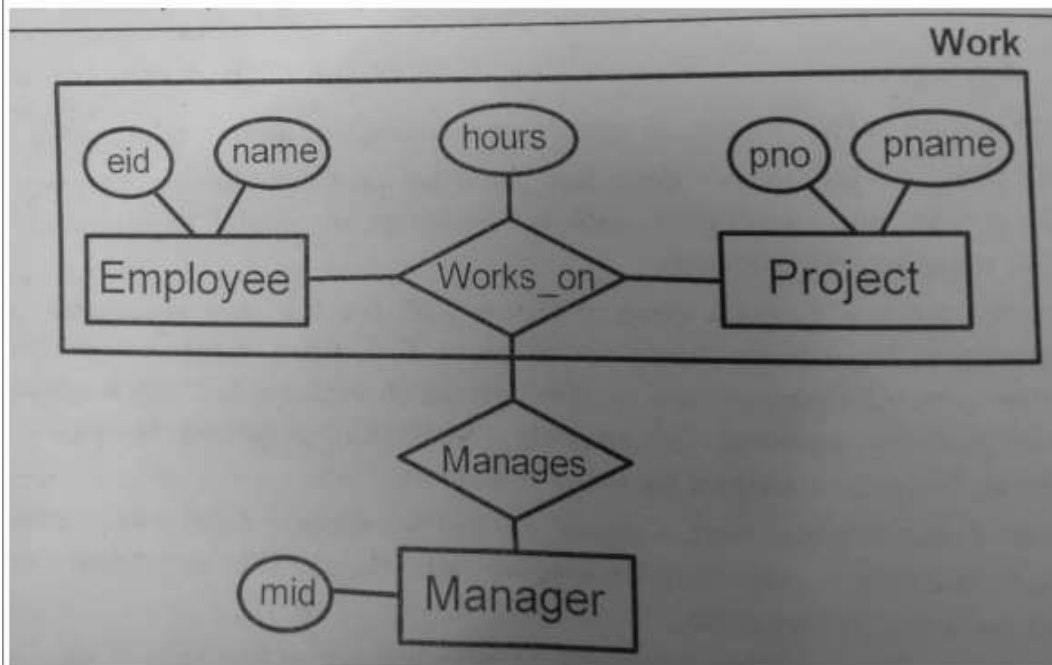 Work
eid name hours pno pname
Employee Works_on Project
Manages
mid Manager